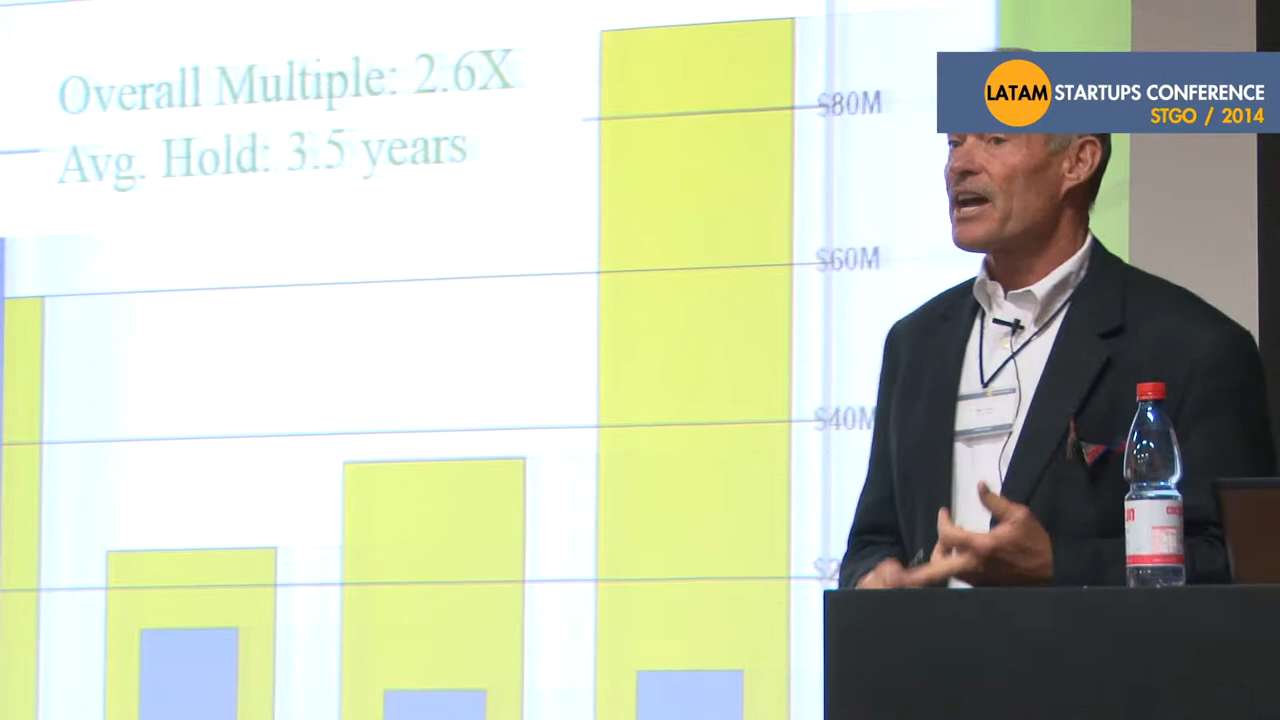 Overall Multiple: 2.6X
Avg. Hold: 3.5 years
$80M
$60M
$40M
LATAM STARTUPS CONFERENCE
STGO / 2014